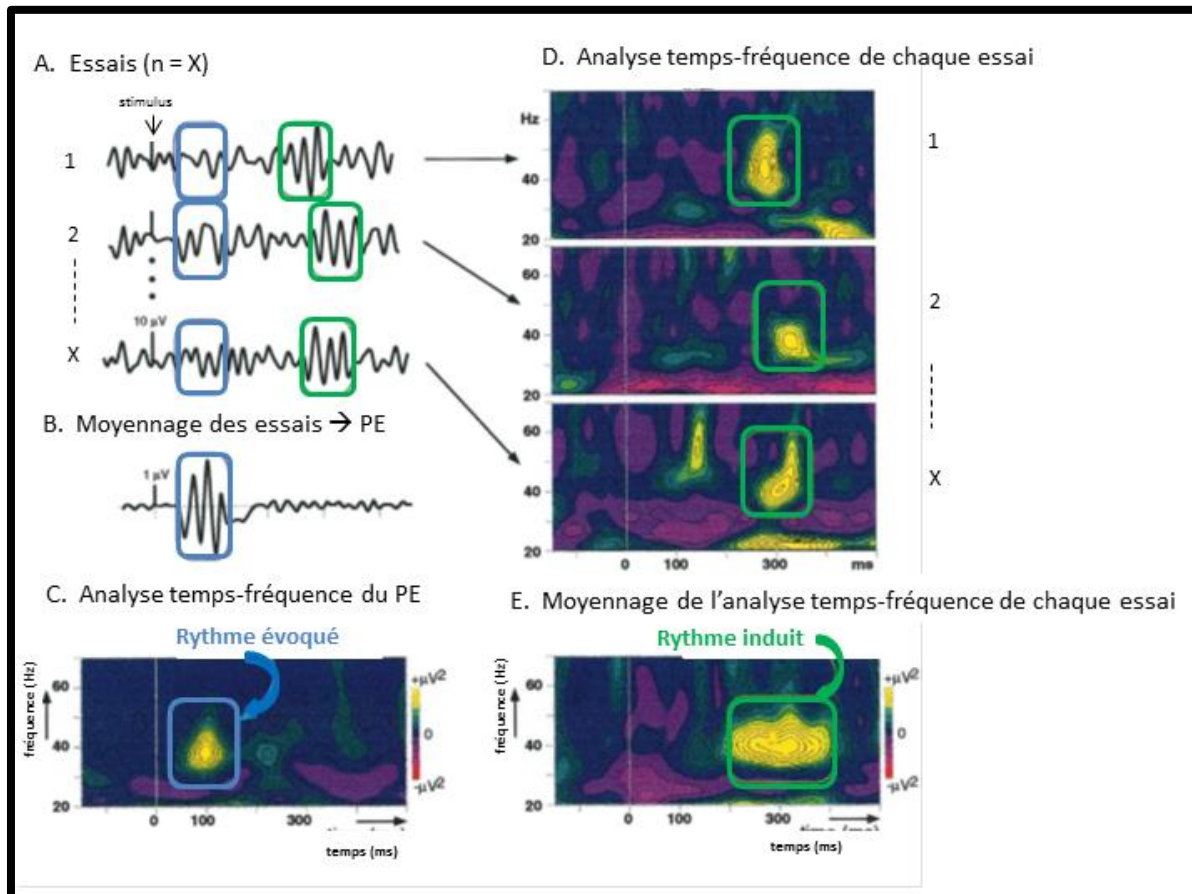 A. Essais (n = X)
stimulus
1
2
10 µV
X
B. Moyennage des essais → PE
1 µV
C. Analyse temps-fréquence du PE
Rythme évoqué
fréquence (Hz)
60
40
20
0 100 300
temps (ms)
+µV²
0
-µV²
D. Analyse temps-fréquence de chaque essai
Hz
40
20
1
60
40
20
2
60
40
20
X
0 100 300 ms
E. Moyennage de l'analyse temps-fréquence de chaque essai
Rythme induit
fréquence (Hz)
60
40
20
0 100 300
temps (ms)
+µV²
0
-µV²